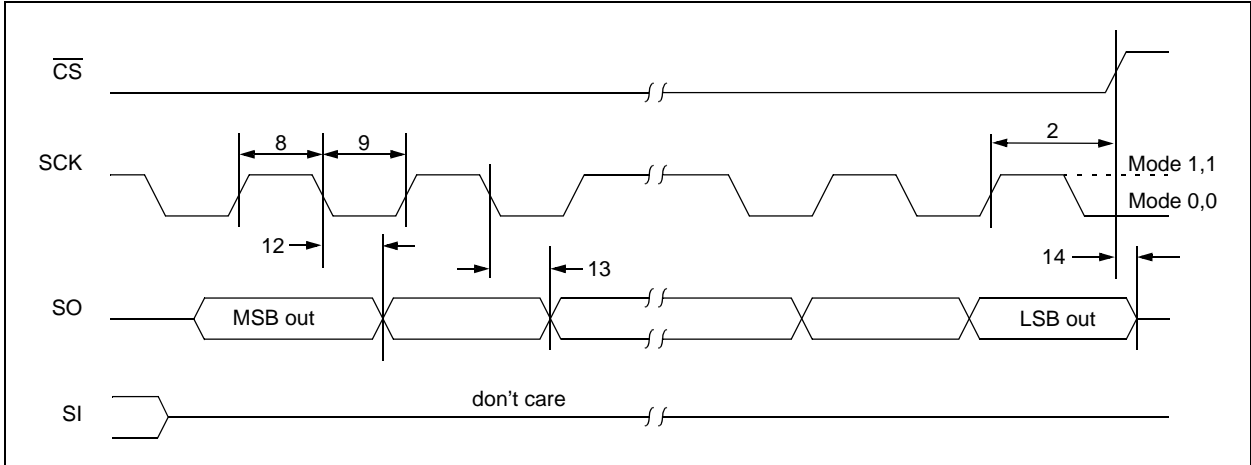 CS
8
9
2
SCK
Mode 1,1
Mode 0,0
12
13
14
SO
MSB out
LSB out
SI
don't care